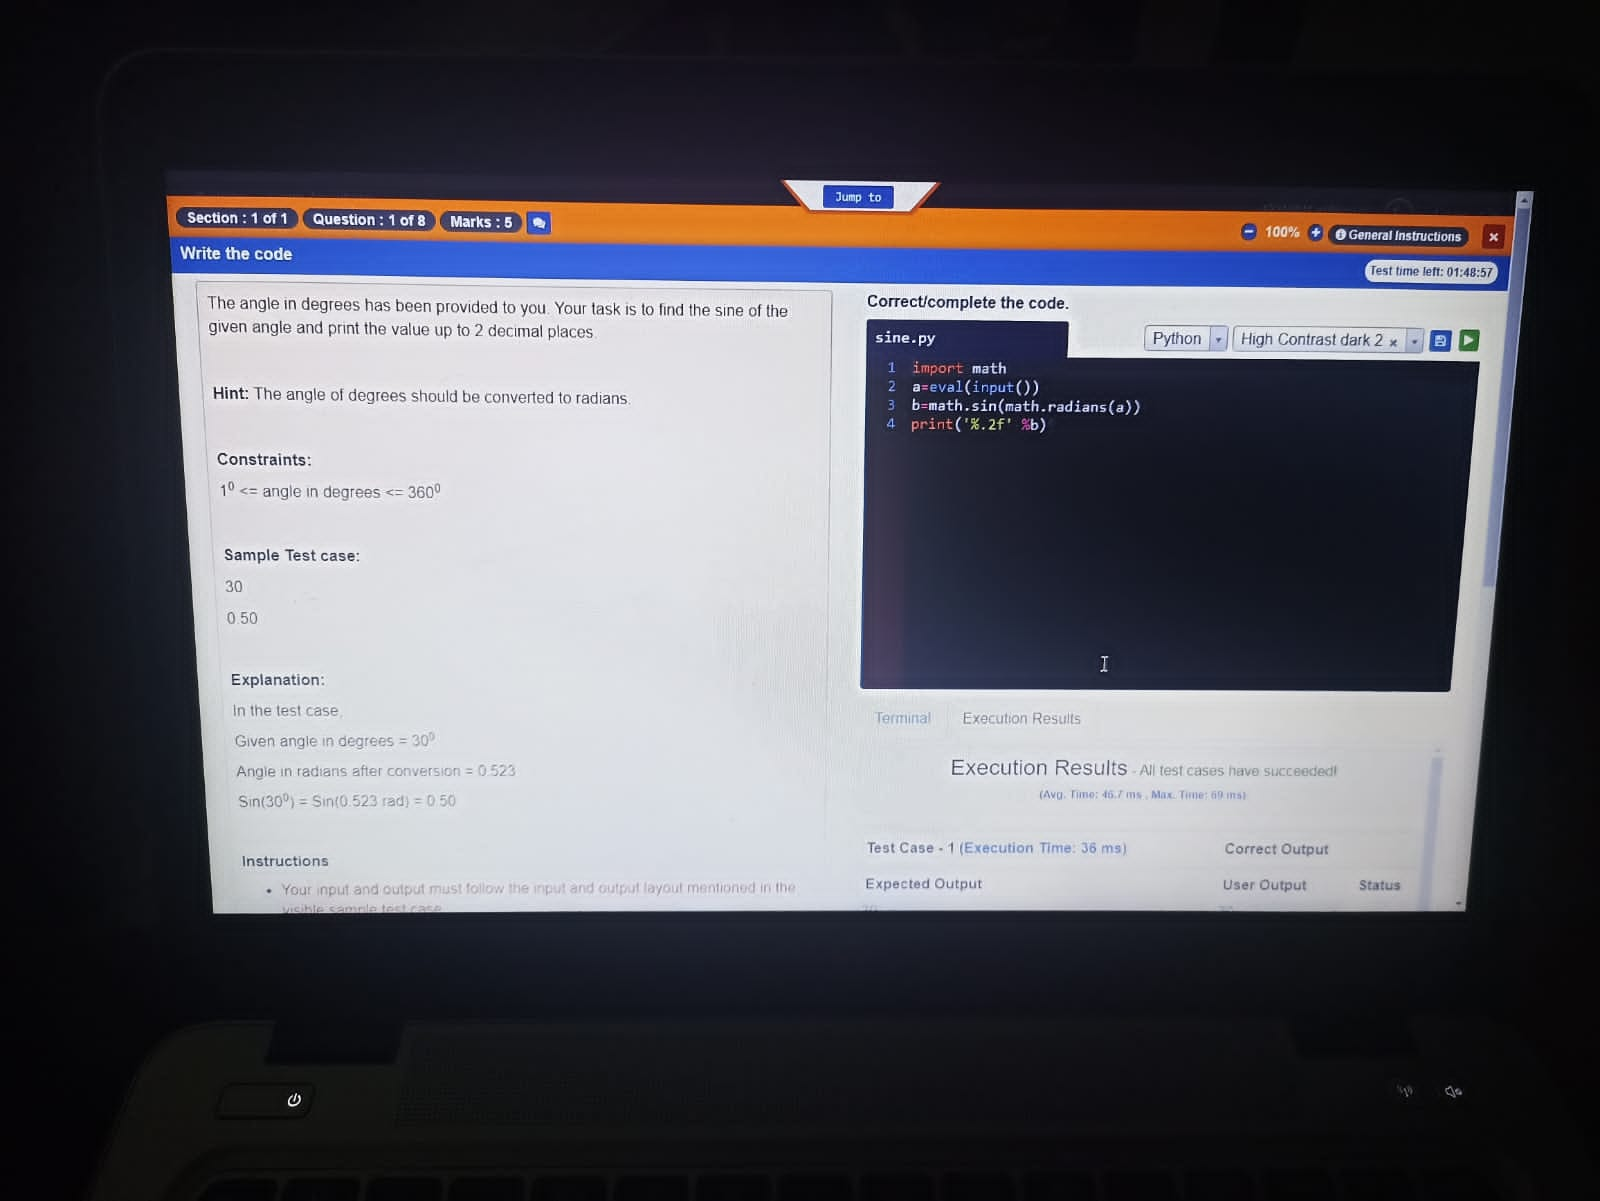 Jump to
Section : 1 of 1
Question : 1 of 8
Marks : 5
100%
General Instructions
Write the code
Test time left: 01:48:57
The angle in degrees has been provided to you. Your task is to find the sine of the
given angle and print the value up to 2 decimal places.
Hint: The angle of degrees should be converted to radians.
Constraints:
1⁰ <= angle in degrees <= 360⁰
Sample Test case:
30
0.50
Explanation:
In the test case,
Given angle in degrees = 30⁰
Angle in radians after conversion = 0.523
Sin(30⁰) = Sin(0.523 rad) = 0.50
Instructions
• Your input and output must follow the input and output layout mentioned in the
visible sample test case
Correct/complete the code.
sine.py
Python
High Contrast dark 2 ×
1 import math
2 a=eval(input())
3 b=math.sin(math.radians(a))
4 print('%.2f' %b)
Terminal
Execution Results
Execution Results - All test cases have succeeded!
(Avg. Time: 46.7 ms , Max. Time: 69 ms)
Test Case - 1 (Execution Time: 36 ms)
Correct Output
Expected Output
User Output
Status